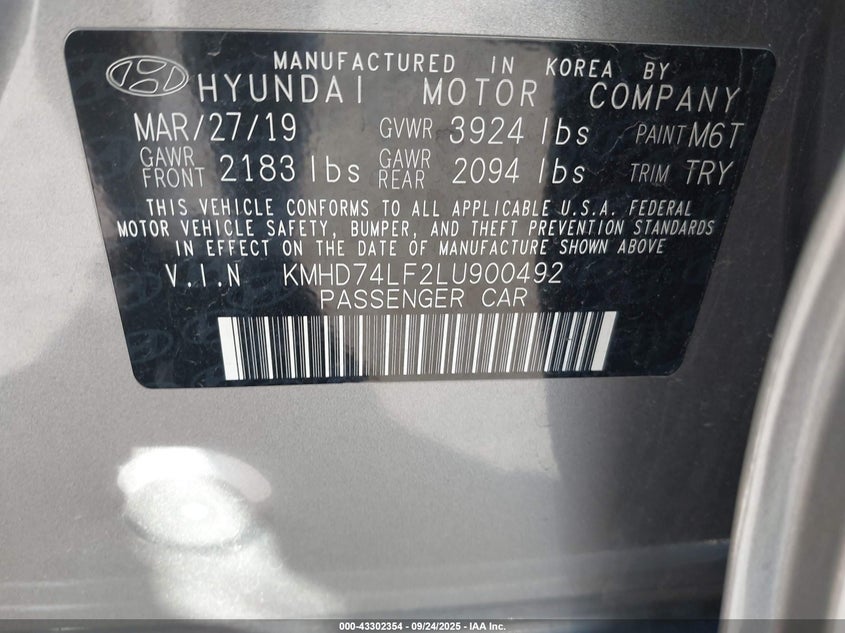 MANUFACTURED IN KOREA BY
HYUNDAI MOTOR COMPANY
MAR/27/19 GVWR 3924 lbs PAINT M6T
GAWR FRONT 2183 lbs GAWR REAR 2094 lbs TRIM TRY
THIS VEHICLE CONFORMS TO ALL APPLICABLE U.S.A. FEDERAL
MOTOR VEHICLE SAFETY, BUMPER, AND THEFT PREVENTION STANDARDS
IN EFFECT ON THE DATE OF MANUFACTURE SHOWN ABOVE
V.I.N KMHD74LF2LU900492
PASSENGER CAR
000-43302354 - 09/24/2025 - IAA Inc.